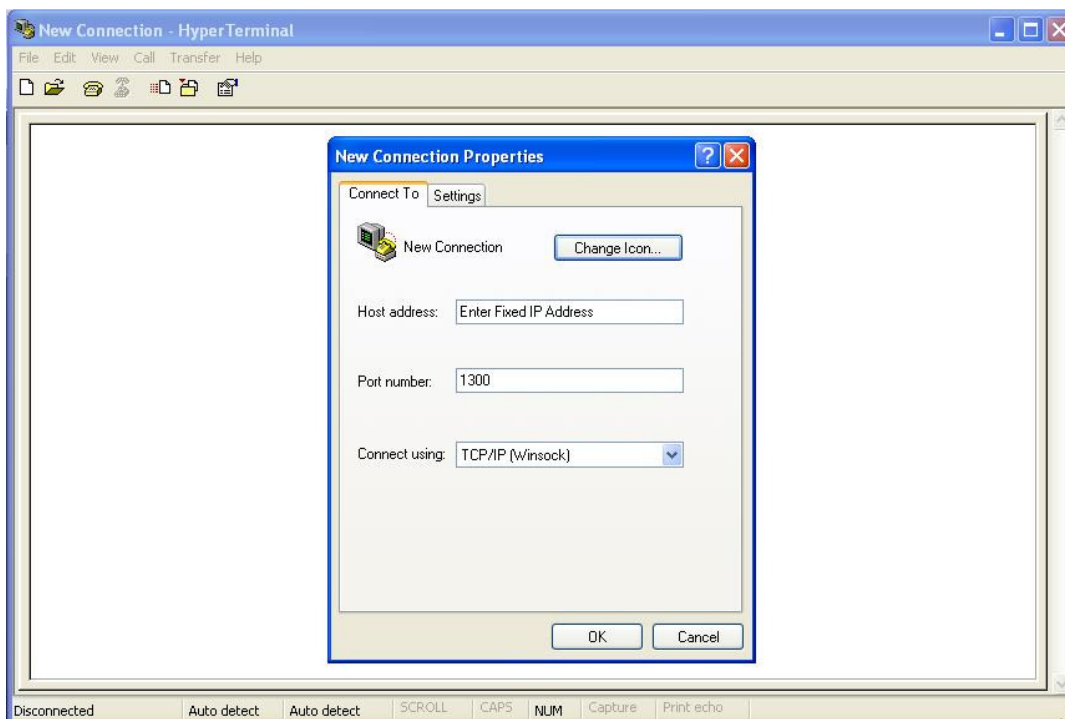 New Connection - HyperTerminal
File Edit View Call Transfer Help
New Connection Properties
Connect To Settings
New Connection Change Icon...
Host address: Enter Fixed IP Address
Port number: 1300
Connect using: TCP/IP (Winsock)
OK Cancel
Disconnected Auto detect Auto detect SCROLL CAPS NUM Capture Print echo